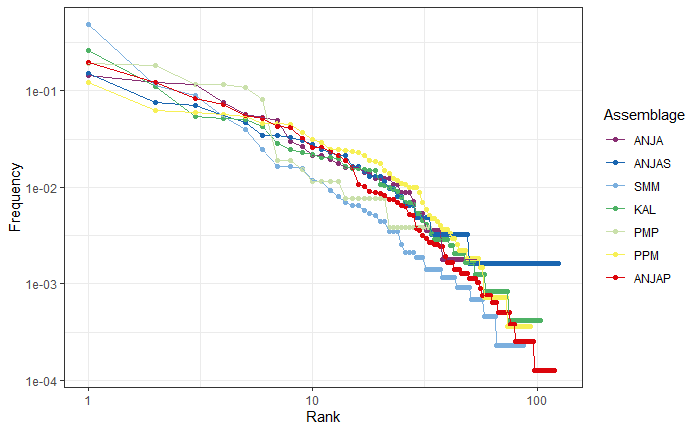 Frequency
1e-01
1e-02
1e-03
1e-04
1
10
100
Rank
Assemblage
ANJA
ANJAS
SMM
KAL
PMP
PPM
ANJAP